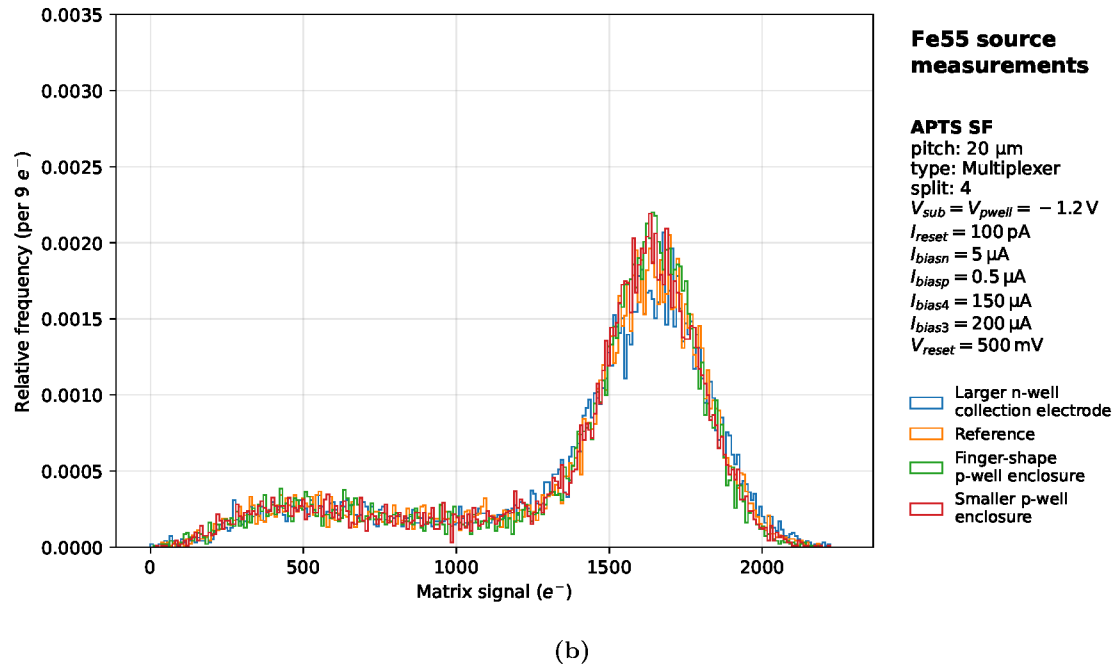 0.0035
0.0030
0.0025
0.0020
0.0015
0.0010
0.0005
0.0000
Relative frequency (per 9 e⁻)
0 500 1000 1500 2000
Matrix signal (e⁻)
Fe55 source
measurements
APTS SF
pitch: 20 μm
type: Multiplexer
split: 4
V_sub = V_pwell = − 1.2 V
I_reset = 100 pA
I_biasn = 5 μA
I_biasp = 0.5 μA
I_bias4 = 150 μA
I_bias3 = 200 μA
V_reset = 500 mV
Larger n-well
collection electrode
Reference
Finger-shape
p-well enclosure
Smaller p-well
enclosure
(b)